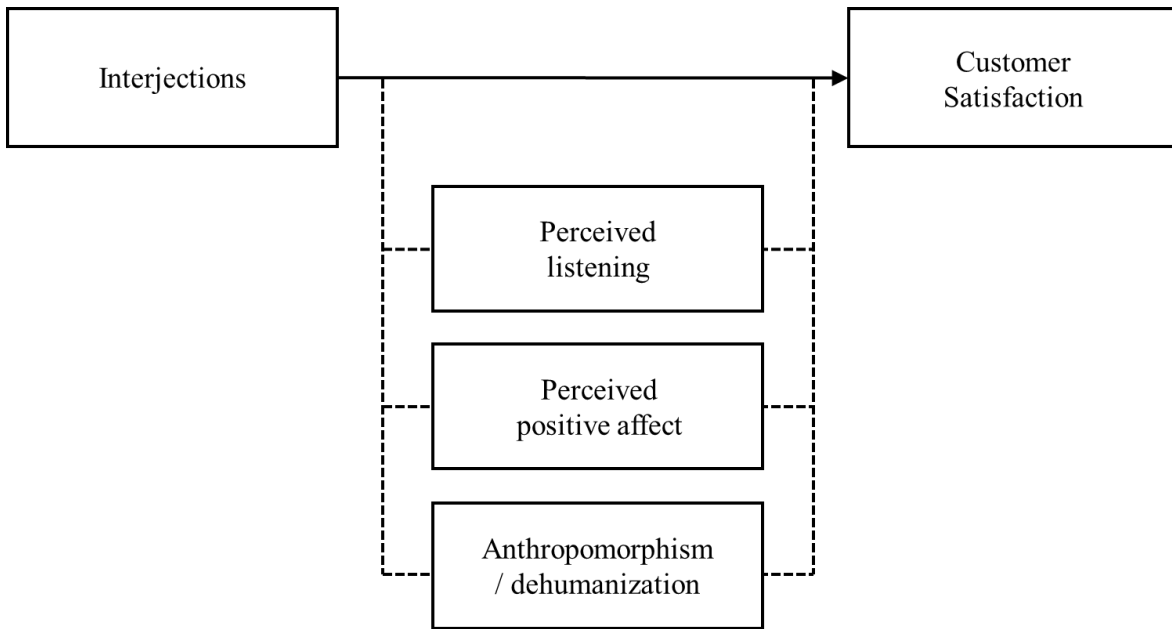 Interjections
Customer
Satisfaction
Perceived
listening
Perceived
positive affect
Anthropomorphism
/ dehumanization